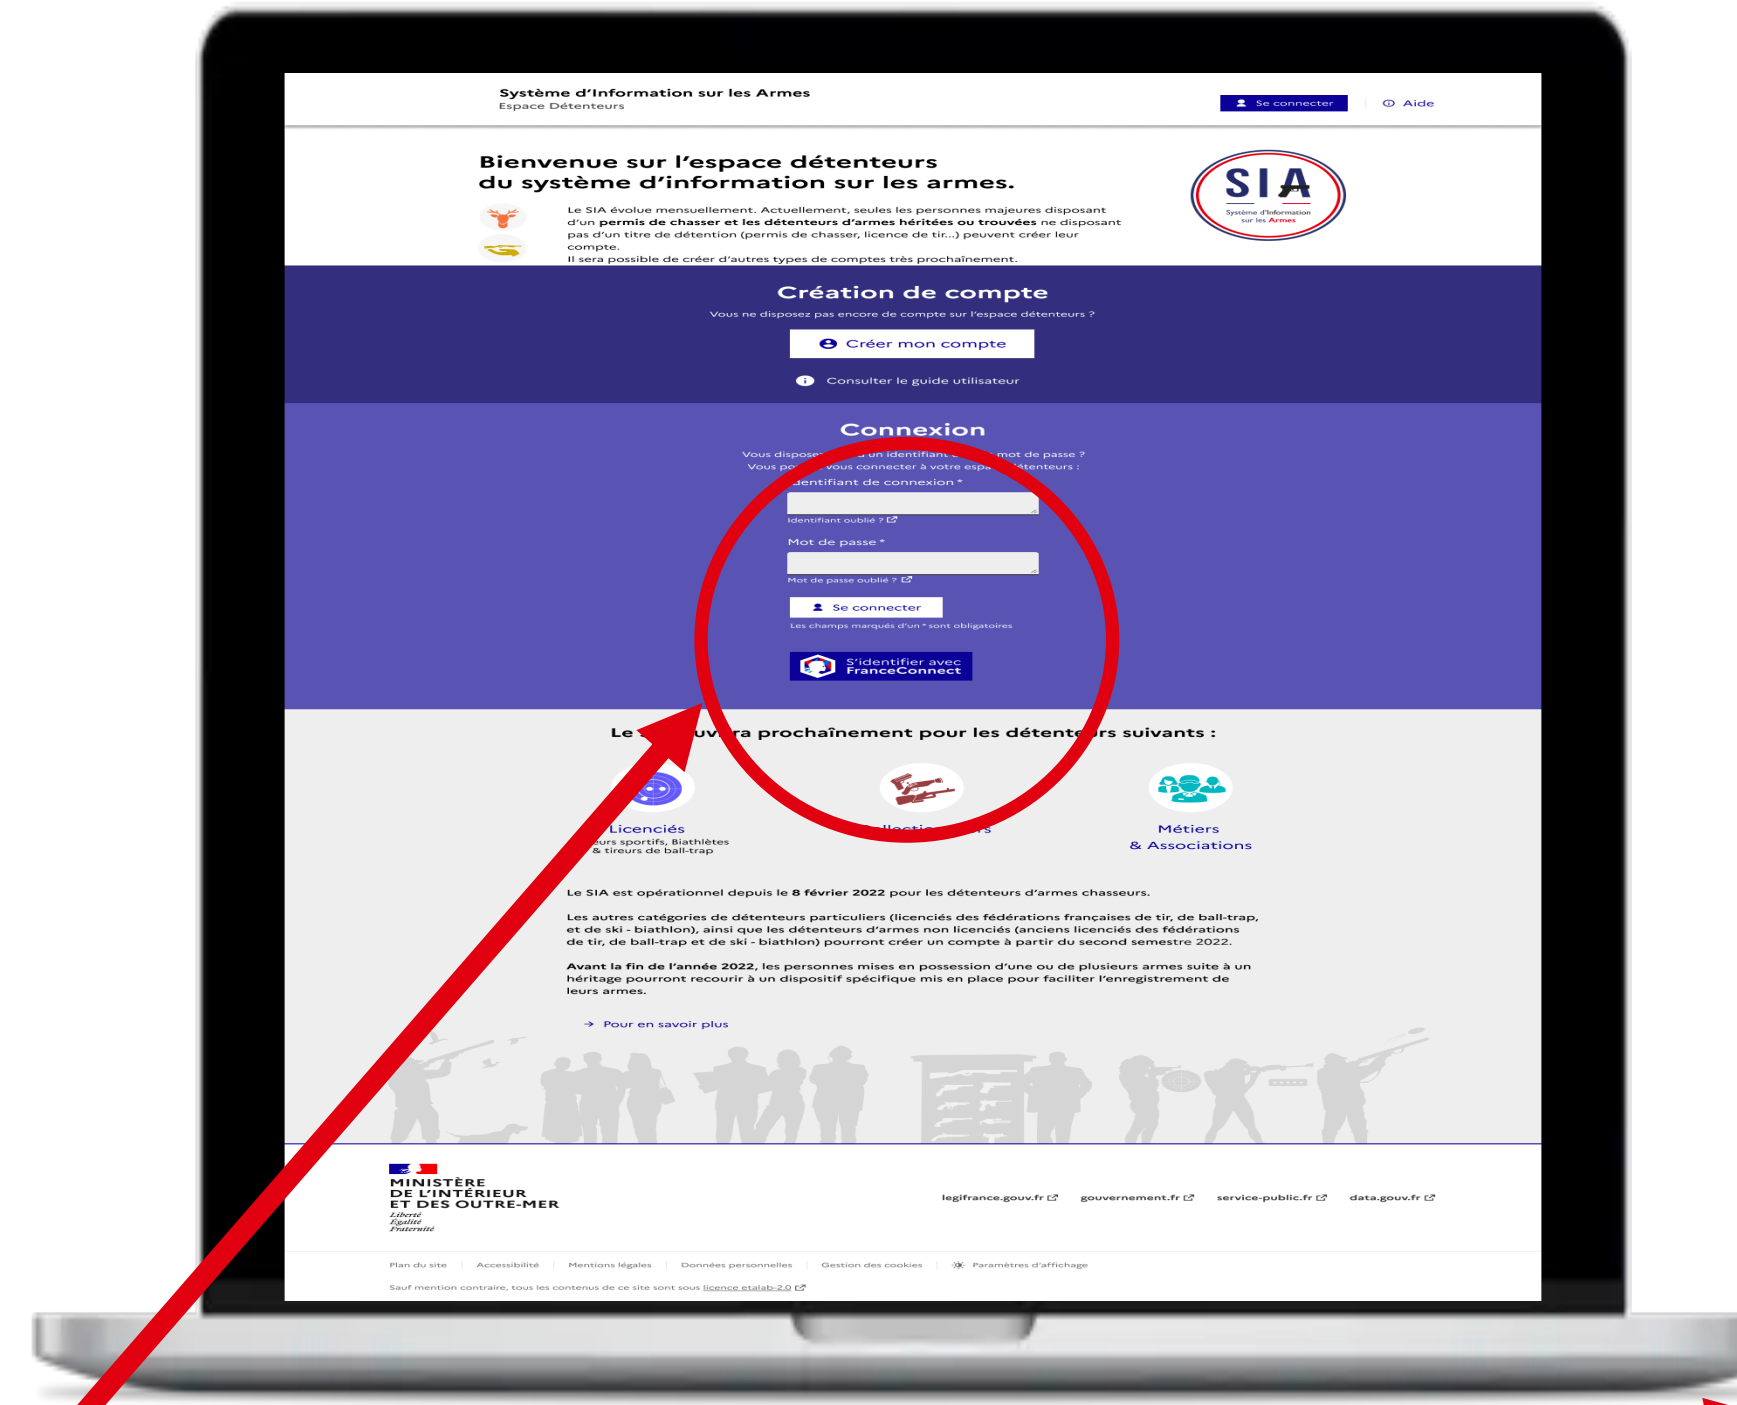 Système d'Information sur les Armes
Espace Détenteurs
Se connecter
Aide
Bienvenue sur l'espace détenteurs
du système d'information sur les armes.
SIA
Système d'Information
sur les Armes
Le SIA évolue mensuellement. Actuellement, seules les personnes majeures disposant
d'un permis de chasser et les détenteurs d'armes héritées ou trouvées ne disposant
pas d'un titre de détention (permis de chasser, licence de tir...) peuvent créer leur
compte.
Il sera possible de créer d'autres types de comptes très prochaînement.
Création de compte
Vous ne disposez pas encore de compte sur l'espace détenteurs ?
Créer mon compte
Consulter le guide utilisateur
Connexion
Vous dispose un identifiant mot de passe ?
Vous vous connecter à votre espa détenteurs :
dentifiant de connexion *
Identifiant oublié ?
Mot de passe *
Mot de passe oublié ?
Se connecter
Les champs marqués d'un * sont obligatoires
S'identifier avec
FranceConnect
Le uvra prochaînement pour les détenteurs suivants :
Licenciés
eurs sportifs, Biathlètes
& tireurs de ball-trap
Métiers
& Associations
Le SIA est opérationnel depuis le 8 février 2022 pour les détenteurs d'armes chasseurs.
Les autres catégories de détenteurs particuliers (licenciés des fédérations françaises de tir, de ball-trap,
et de ski - biathlon), ainsi que les détenteurs d'armes non licenciés (anciens licenciés des fédérations
de tir, de ball-trap et de ski - biathlon) pourront créer un compte à partir du second semestre 2022.
Avant la fin de l'année 2022, les personnes mises en possession d'une ou de plusieurs armes suite à un
héritage pourront recourir à un dispositif spécifique mis en place pour faciliter l'enregistrement de
leurs armes.
→ Pour en savoir plus
MINISTÈRE
DE L'INTÉRIEUR
ET DES OUTRE-MER
Liberté
Égalité
Fraternité
legifrance.gouv.fr gouvernement.fr service-public.fr data.gouv.fr
Plan du site Accessibilité Mentions légales Données personnelles Gestion des cookies Paramètres d'affichage
Sauf mention contraire, tous les contenus de ce site sont sous licence etalab-2.0